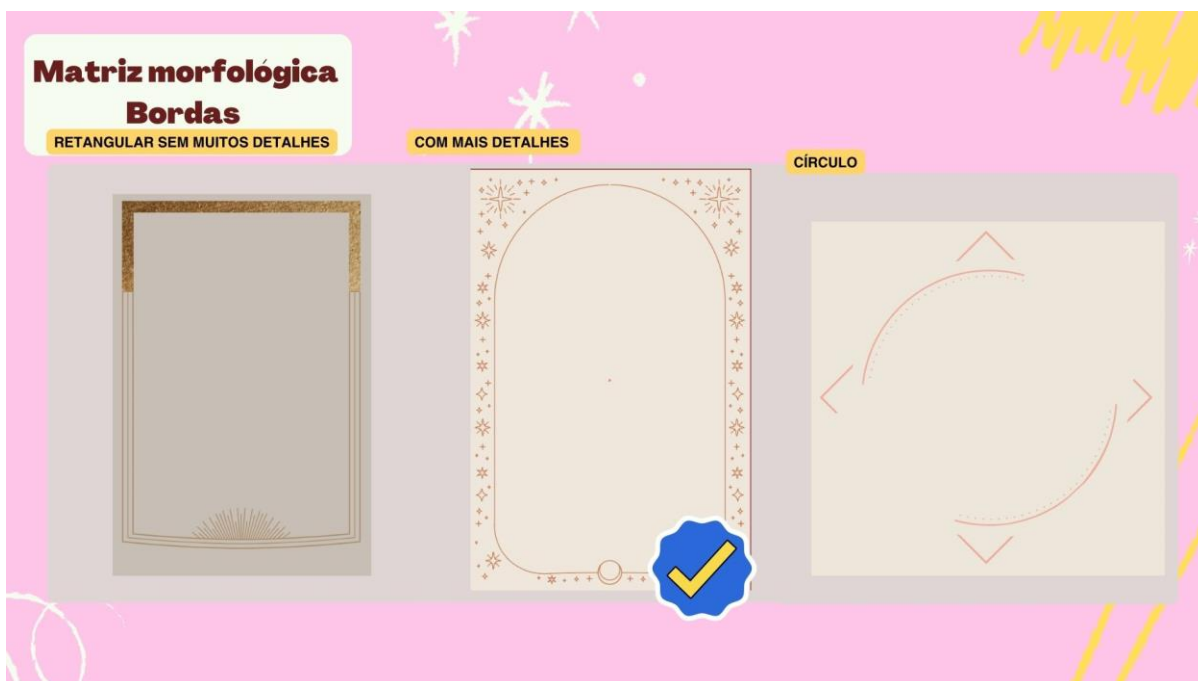 Matriz morfológica
Bordas
RETANGULAR SEM MUITOS DETALHES
COM MAIS DETALHES
CÍRCULO